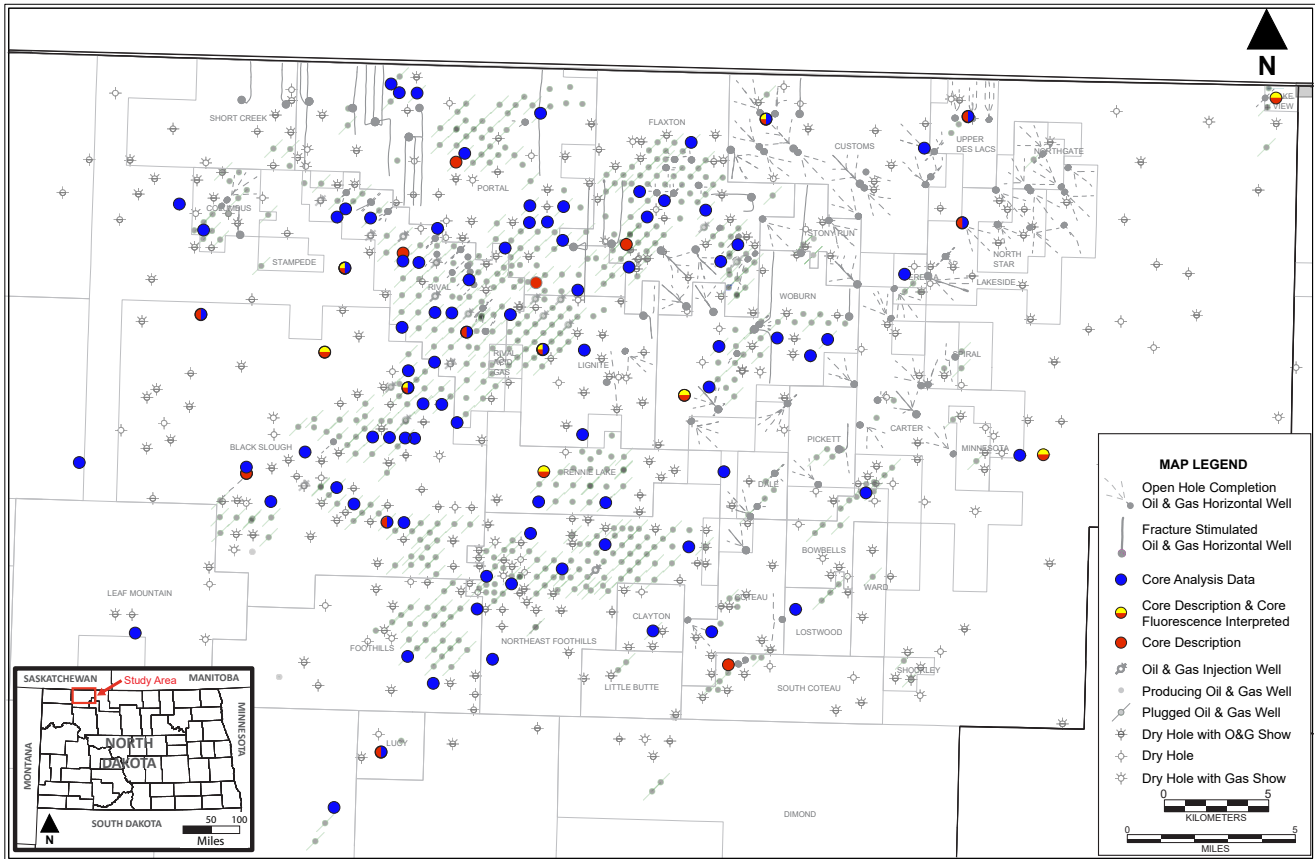 N
SHORT CREEK
FLAXTON
CUSTOMS
UPPER
DES LACS
NORTHGATE
VIEW
PORTAL
COLUMBUS
STAMPEDE
STONY RUN
NORTH
STAR
LAKESIDE
RIVAL
WOBURN
RIVAL
GAS
LIGNITE
SPIRAL
BLACK SLOUGH
RENNIE LAKE
PICKETT
CARTER
MINNESOTA
DALE
BOWBELLS
WARD
LEAF MOUNTAIN
COTEAU
CLAYTON
LOSTWOOD
FOOTHILLS
NORTHEAST FOOTHILLS
LITTLE BUTTE
SOUTH COTEAU
SHOCKLEY
LUCY
DIMOND
MAP LEGEND
Open Hole Completion
Oil & Gas Horizontal Well
Fracture Stimulated
Oil & Gas Horizontal Well
Core Analysis Data
Core Description & Core
Fluorescence Interpreted
Core Description
Oil & Gas Injection Well
Producing Oil & Gas Well
Plugged Oil & Gas Well
Dry Hole with O&G Show
Dry Hole
Dry Hole with Gas Show
0 5
KILOMETERS
0 5
MILES
SASKATCHEWAN
MANITOBA
Study Area
MONTANA
NORTH
DAKOTA
MINNESOTA
SOUTH DAKOTA
N
50 100
Miles